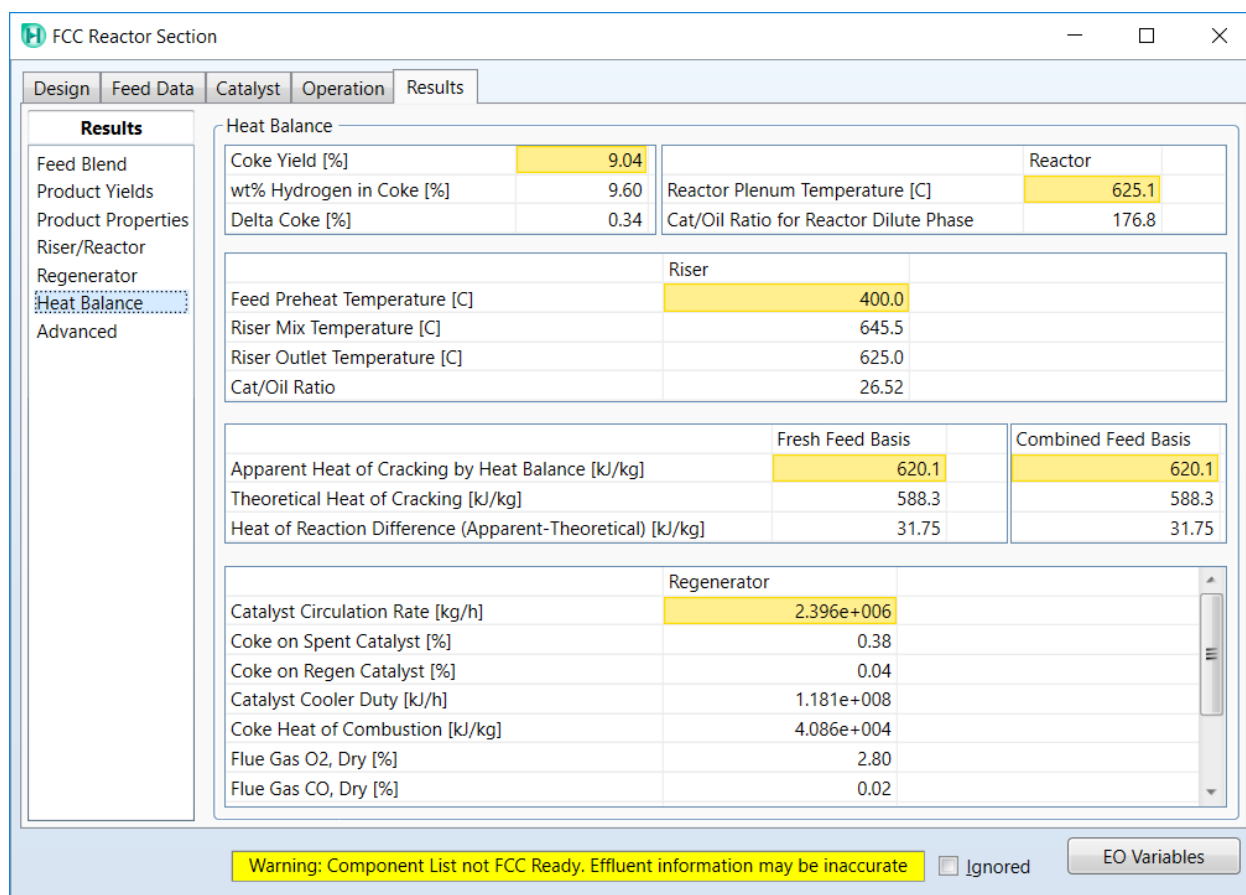 FCC Reactor Section
Design Feed Data Catalyst Operation Results
Results
Feed Blend
Product Yields
Product Properties
Riser/Reactor
Regenerator
Heat Balance
Advanced
Heat Balance
Coke Yield [%] 9.04
wt% Hydrogen in Coke [%] 9.60
Delta Coke [%] 0.34
Reactor
Reactor Plenum Temperature [C] 625.1
Cat/Oil Ratio for Reactor Dilute Phase 176.8
Riser
Feed Preheat Temperature [C] 400.0
Riser Mix Temperature [C] 645.5
Riser Outlet Temperature [C] 625.0
Cat/Oil Ratio 26.52
Fresh Feed Basis Combined Feed Basis
Apparent Heat of Cracking by Heat Balance [kJ/kg] 620.1 620.1
Theoretical Heat of Cracking [kJ/kg] 588.3 588.3
Heat of Reaction Difference (Apparent-Theoretical) [kJ/kg] 31.75 31.75
Regenerator
Catalyst Circulation Rate [kg/h] 2.396e+006
Coke on Spent Catalyst [%] 0.38
Coke on Regen Catalyst [%] 0.04
Catalyst Cooler Duty [kJ/h] 1.181e+008
Coke Heat of Combustion [kJ/kg] 4.086e+004
Flue Gas O2, Dry [%] 2.80
Flue Gas CO, Dry [%] 0.02
Warning: Component List not FCC Ready. Effluent information may be inaccurate
Ignored
EO Variables